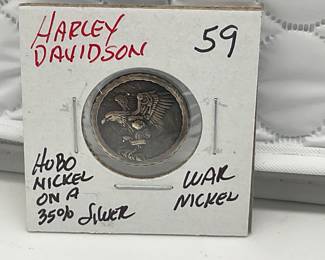 HARLEY
DAVIDSON
59
HOBO
NICKEL
ON A
35% SILVER
WAR
NICKEL